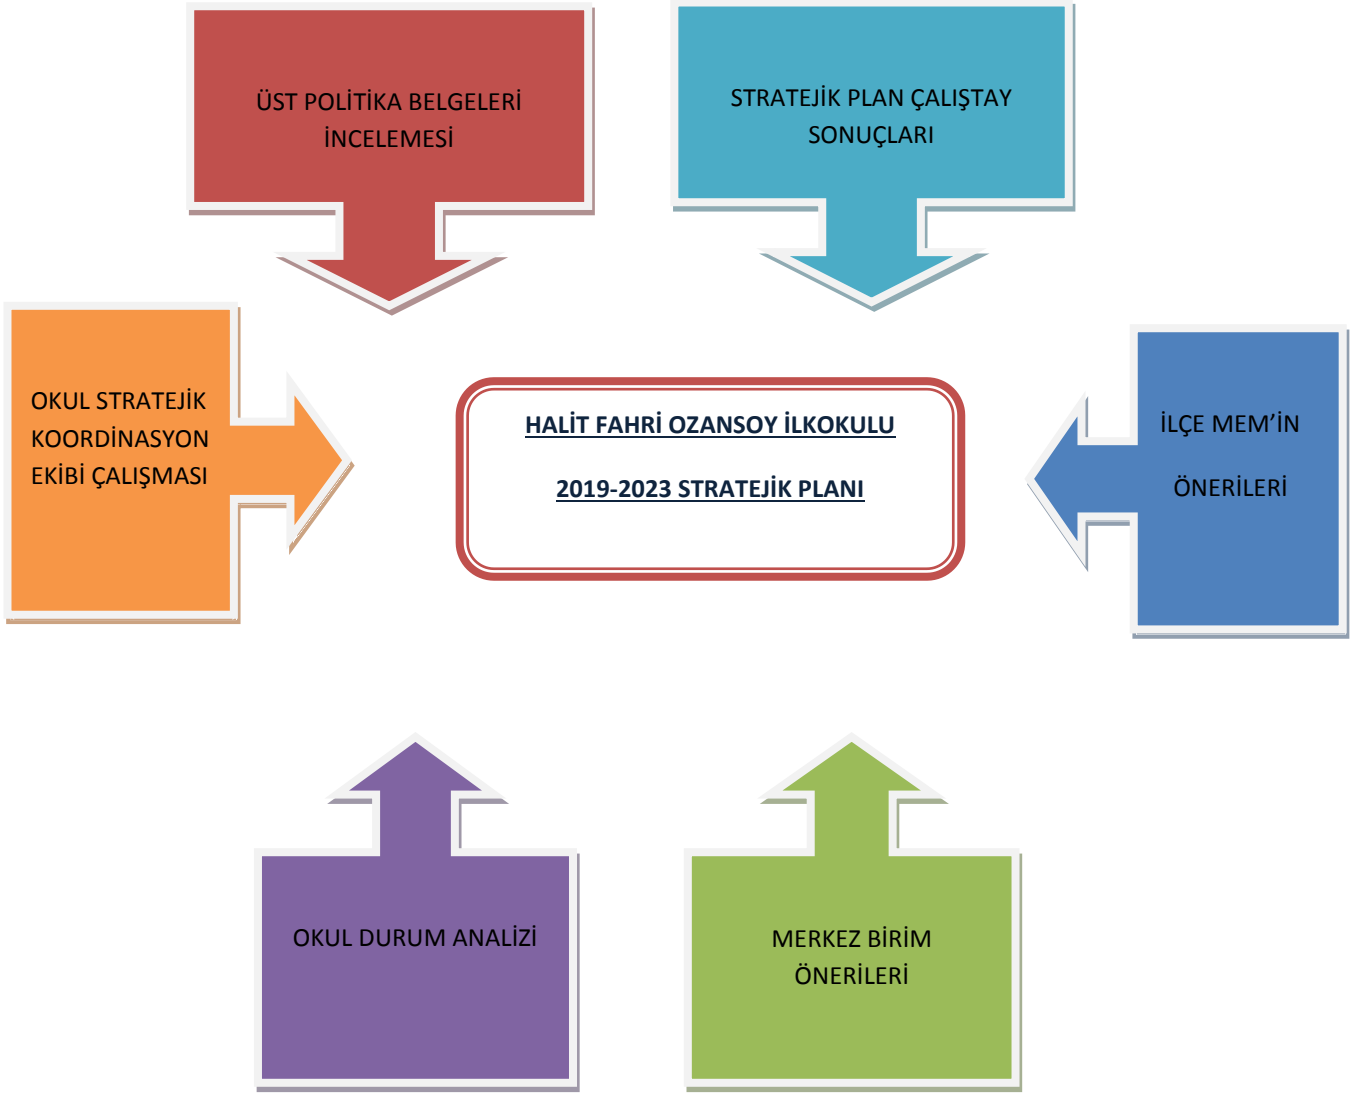 ÜST POLİTİKA BELGELERİ
İNCELEMESİ
STRATEJİK PLAN ÇALIŞTAY
SONUÇLARI
OKUL STRATEJİK
KOORDİNASYON
EKİBİ ÇALIŞMASI
HALİT FAHRİ OZANSOY İLKOKULU
2019-2023 STRATEJİK PLANI
İLÇE MEM’İN
ÖNERİLERİ
OKUL DURUM ANALİZİ
MERKEZ BİRİM
ÖNERİLERİ